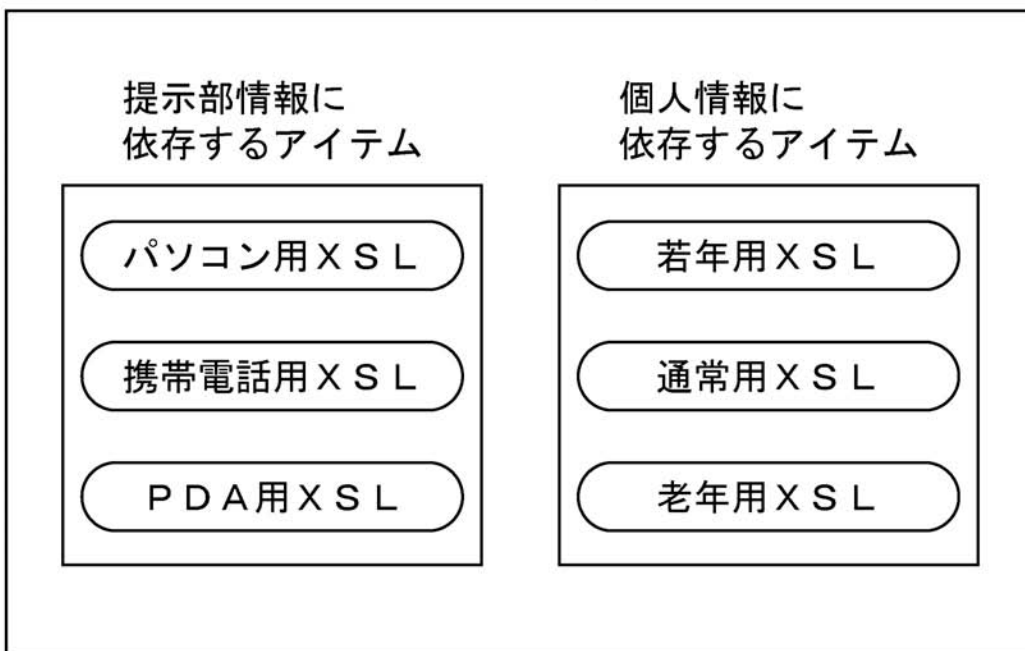 提示部情報に
依存するアイテム
パソコン用ＸＳＬ
携帯電話用ＸＳＬ
ＰＤＡ用ＸＳＬ
個人情報に
依存するアイテム
若年用ＸＳＬ
通常用ＸＳＬ
老年用ＸＳＬ